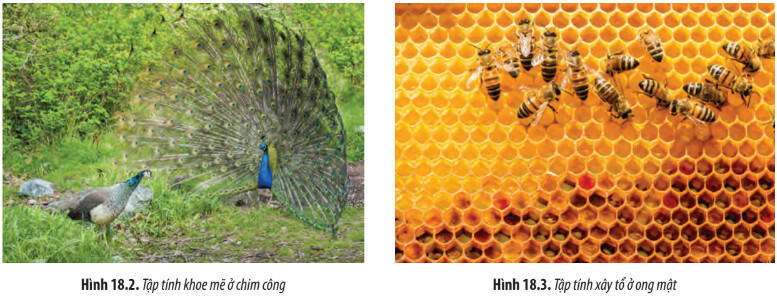 Hình 18.2. Tập tính khoe mẽ ở chim công
Hình 18.3. Tập tính xây tổ ở ong mật